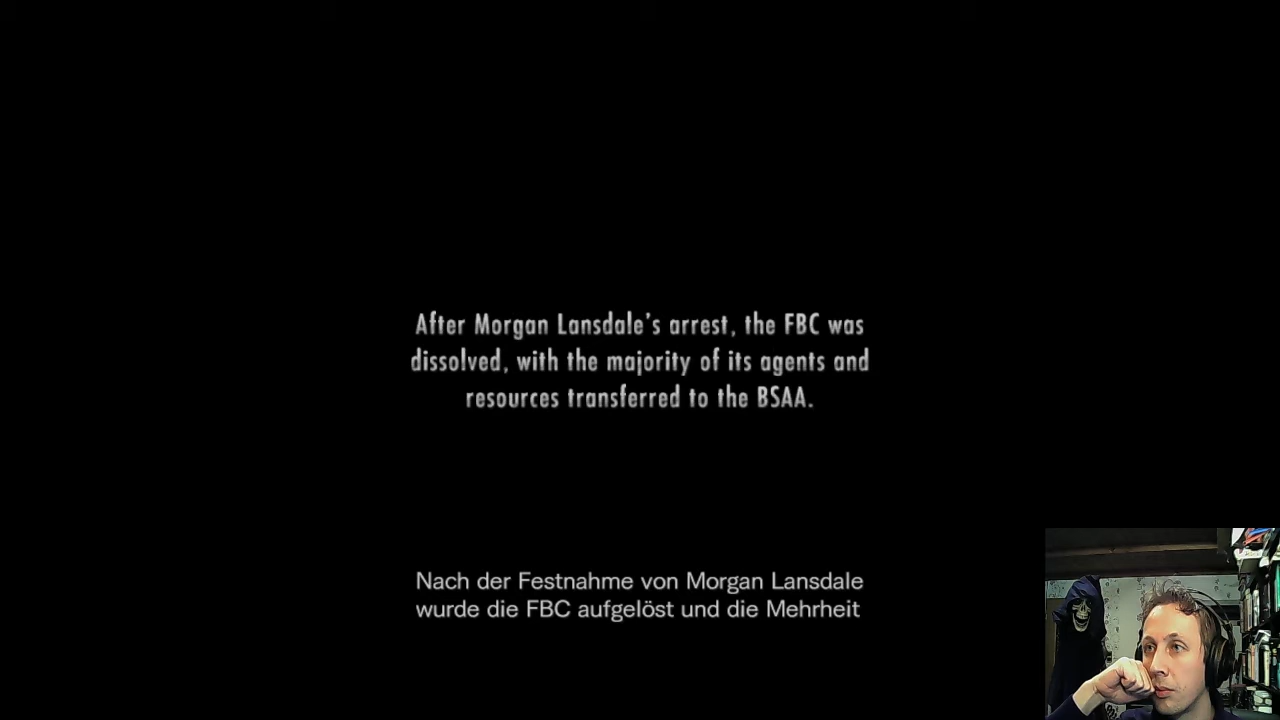 After Morgan Lansdale's arrest, the FBC was
dissolved, with the majority of its agents and
resources transferred to the BSAA.
Nach der Festnahme von Morgan Lansdale
wurde die FBC aufgelöst und die Mehrheit